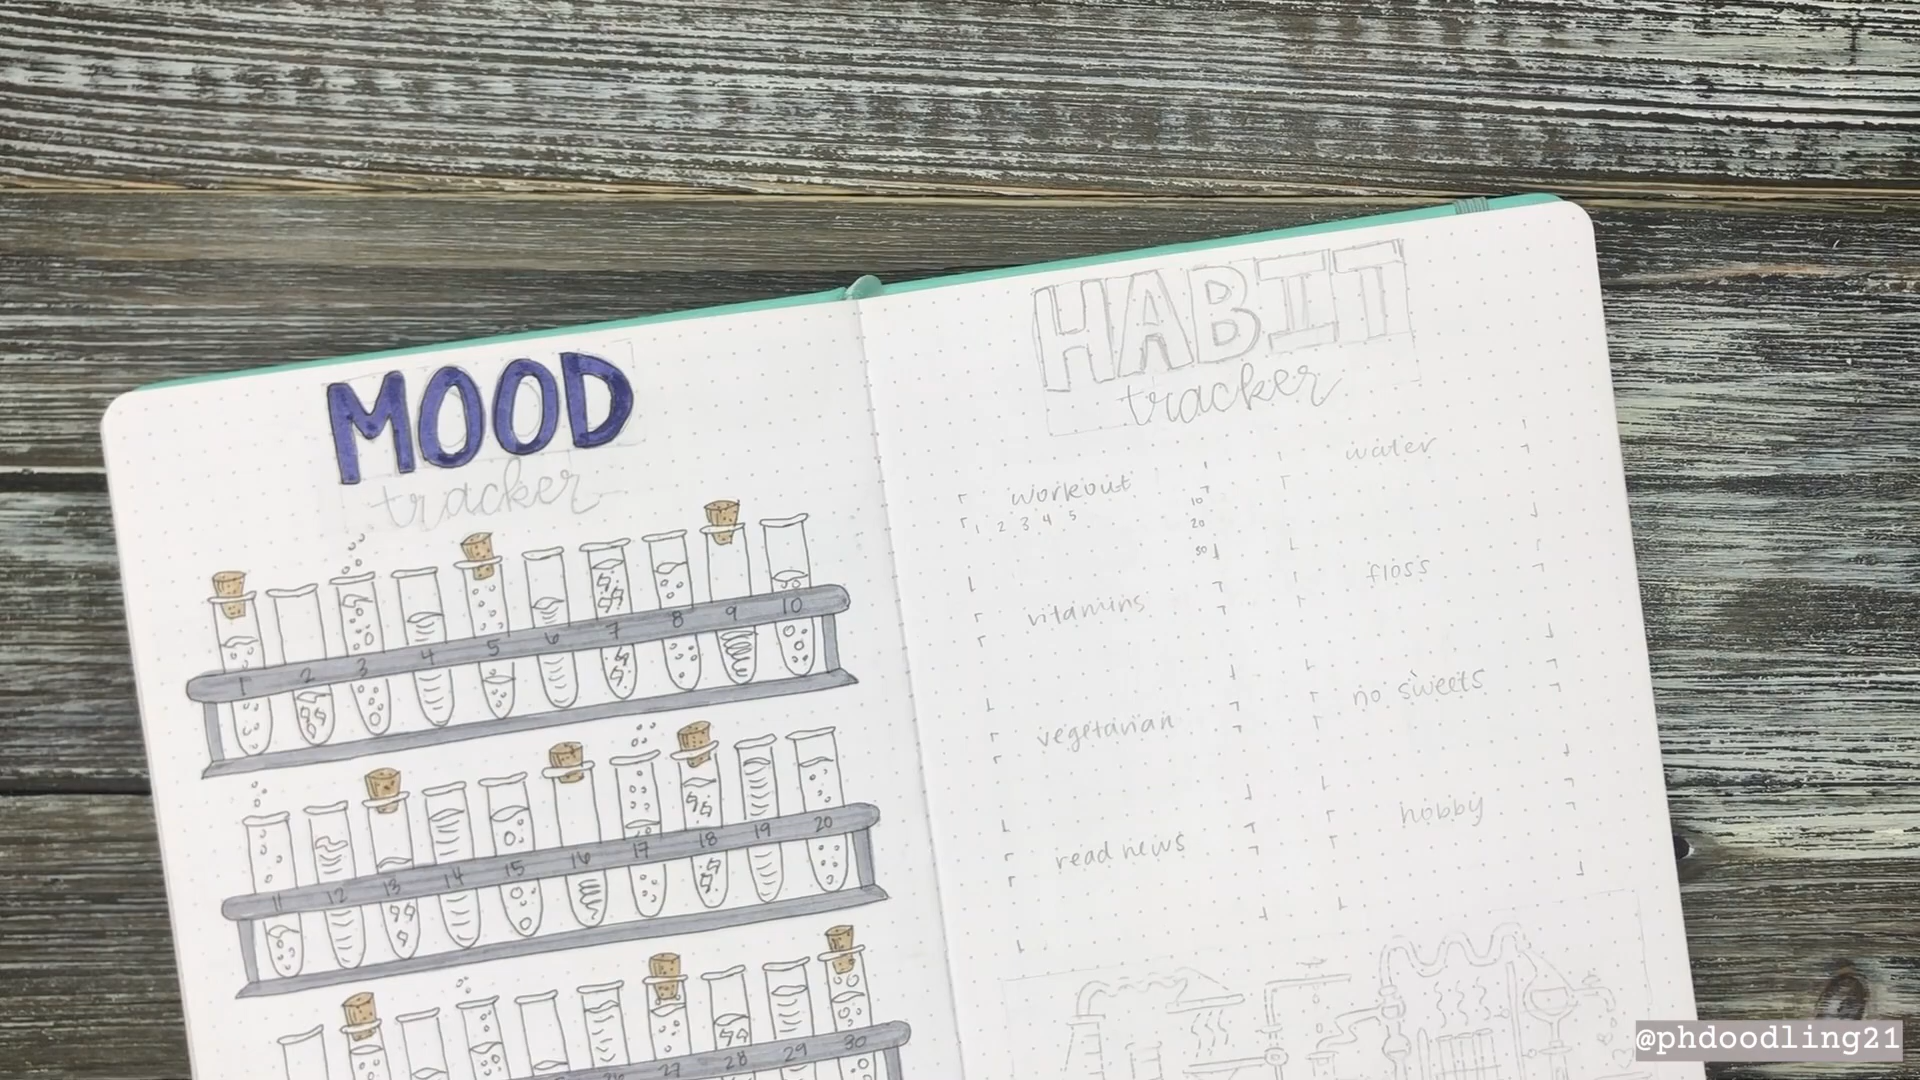 MOOD
tracker
1 2 3 4 5 6 7 8 9 10
11 12 13 14 15 16 17 18 19 20
27 28 29 30
HABIT
tracker
workout
1 2 3 4 5
10
20
30
water
vitamins
floss
vegetarian
no sweets
read news
hobby
@phdoodling21